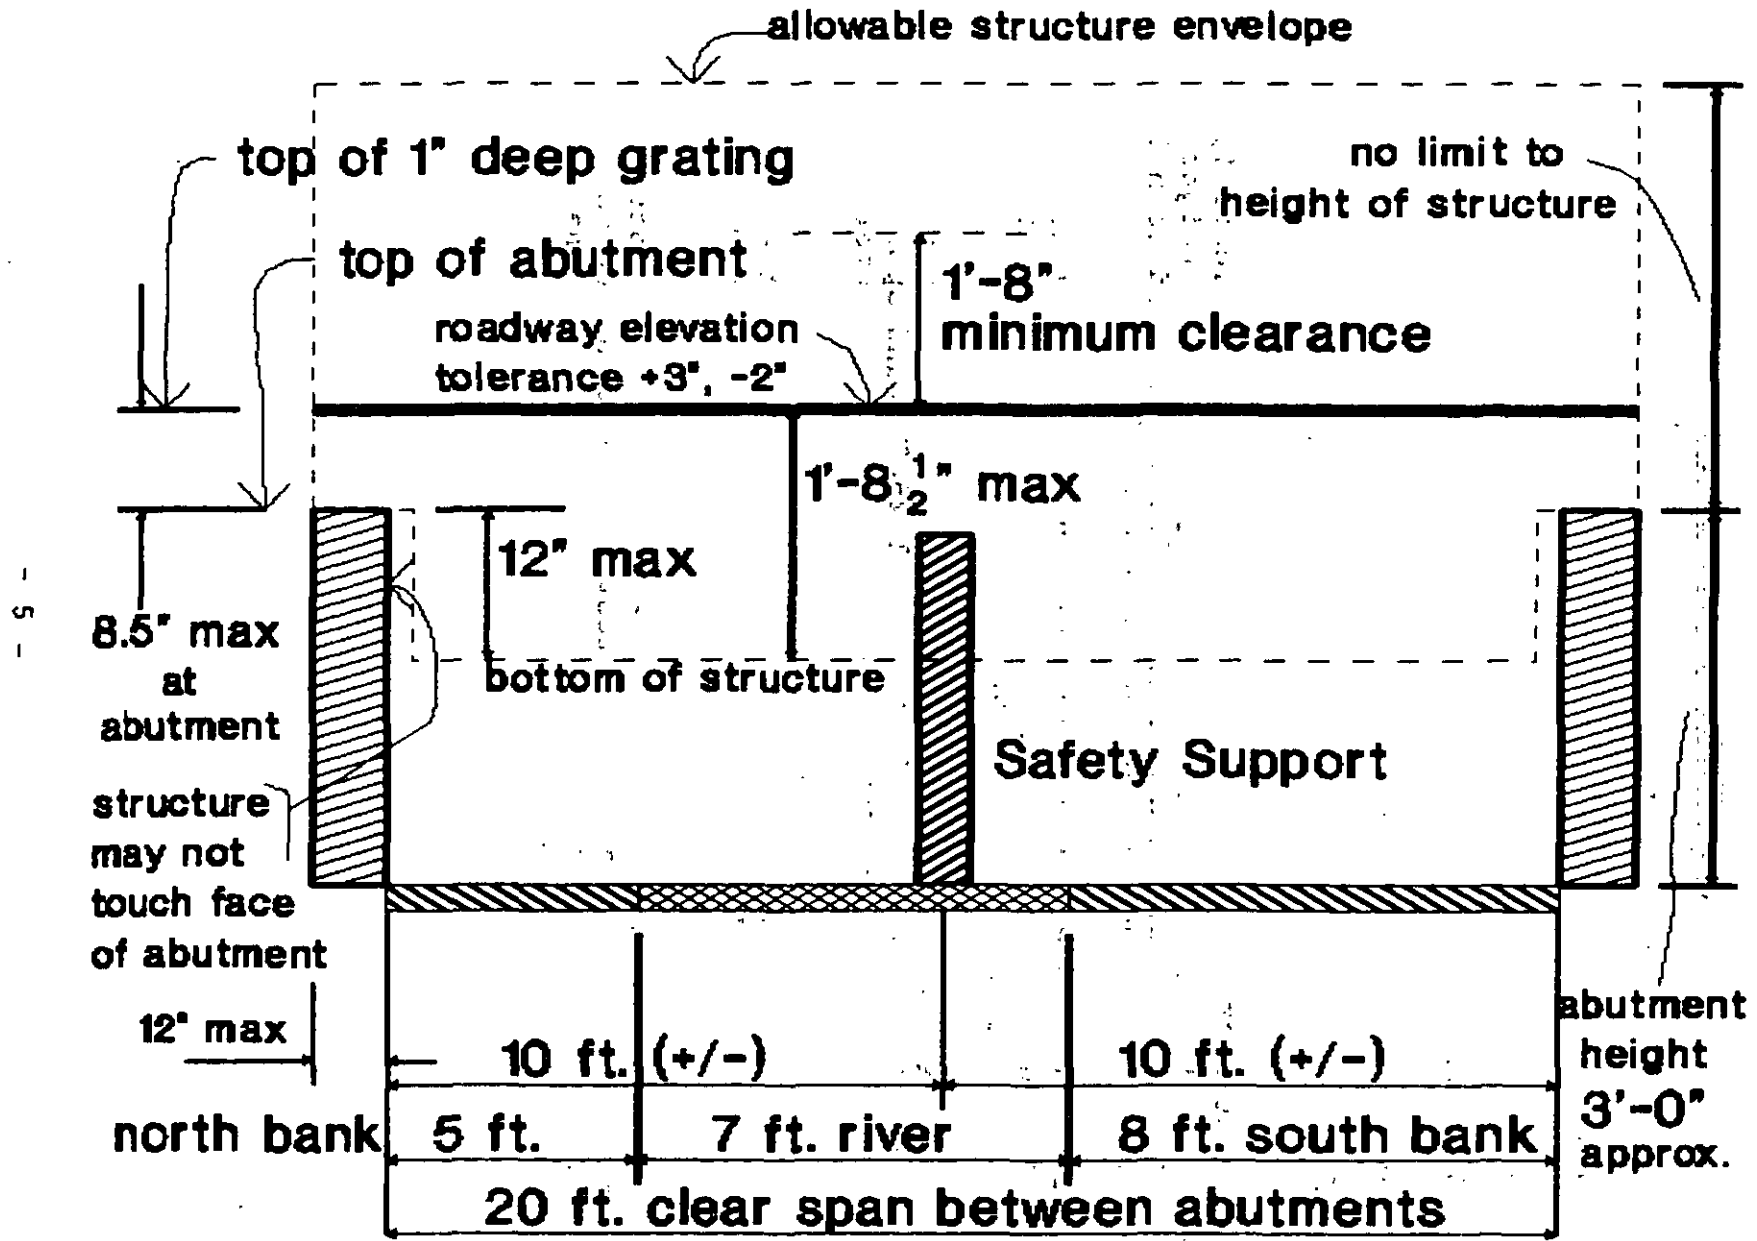 allowable structure envelope
top of 1" deep grating
no limit to
height of structure
top of abutment
1'-8"
minimum clearance
roadway elevation
tolerance +3", -2"
1'-8 1/2" max
12" max
8.5" max
at
abutment
bottom of structure
- 5 -
Safety Support
structure
may not
touch face
of abutment
12" max
10 ft. (+/-)
10 ft. (+/-)
abutment
height
3'-0"
approx.
north bank
5 ft.
7 ft. river
8 ft. south bank
20 ft. clear span between abutments